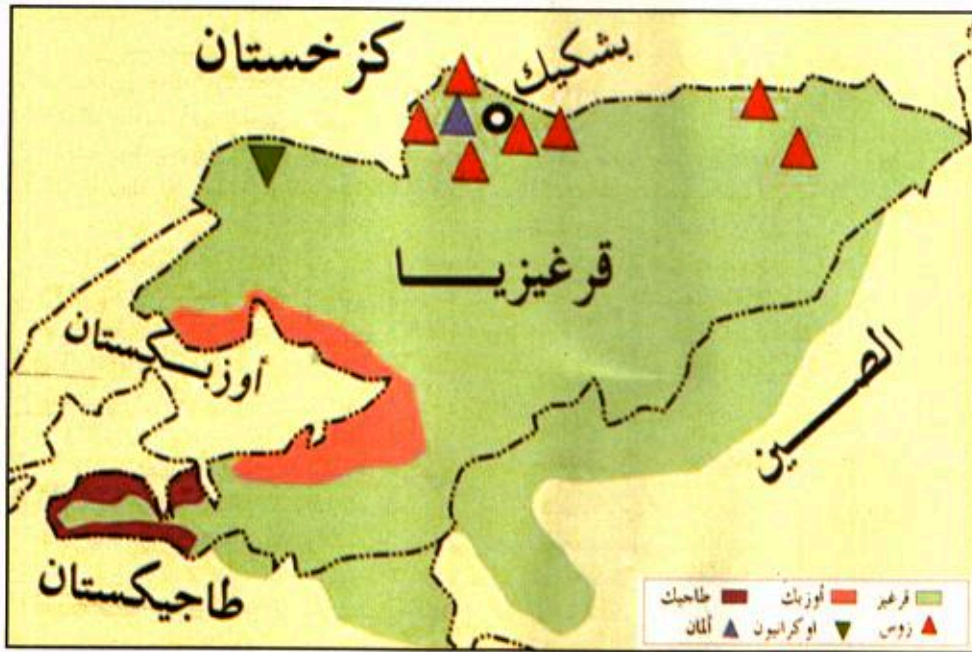 كزخستان
بشكيك
قرغيزيا
أوزبكستان
الصين
طاجيكستان
قرغيز أوزبك طاجيك
روس اوكرانيون ألمان